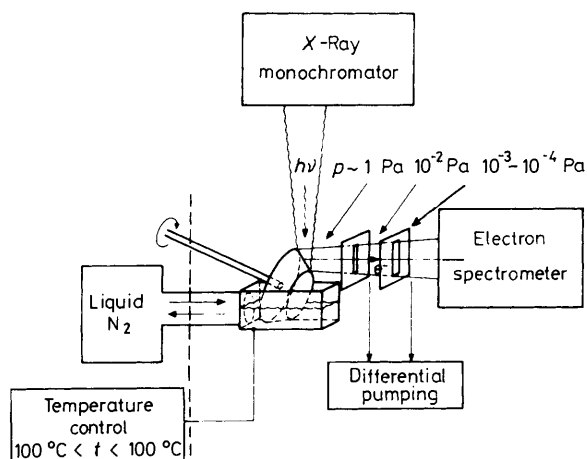 X-Ray
monochromator
hν
p ~ 1 Pa 10⁻² Pa 10⁻³–10⁻⁴ Pa
Electron
spectrometer
e
Liquid
N₂
Differential
pumping
Temperature
control
100 °C < t < 100 °C